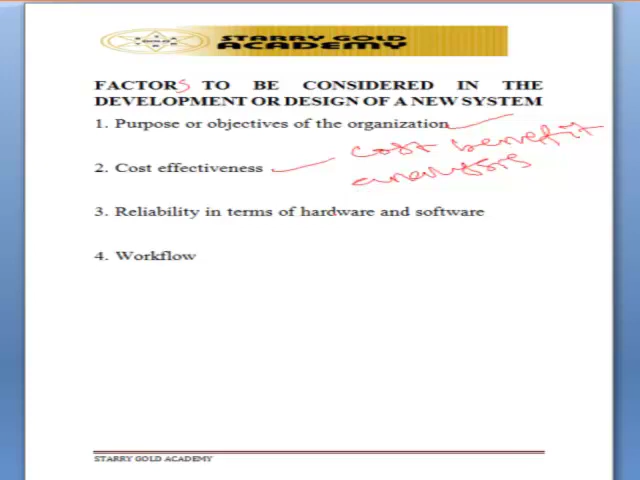 STARRY GOLD
ACADEMY
FACTORS TO BE CONSIDERED IN THE
DEVELOPMENT OR DESIGN OF A NEW SYSTEM
1. Purpose or objectives of the organization
2. Cost effectiveness
cost benefit
analysis
3. Reliability in terms of hardware and software
4. Workflow
STARRY GOLD ACADEMY